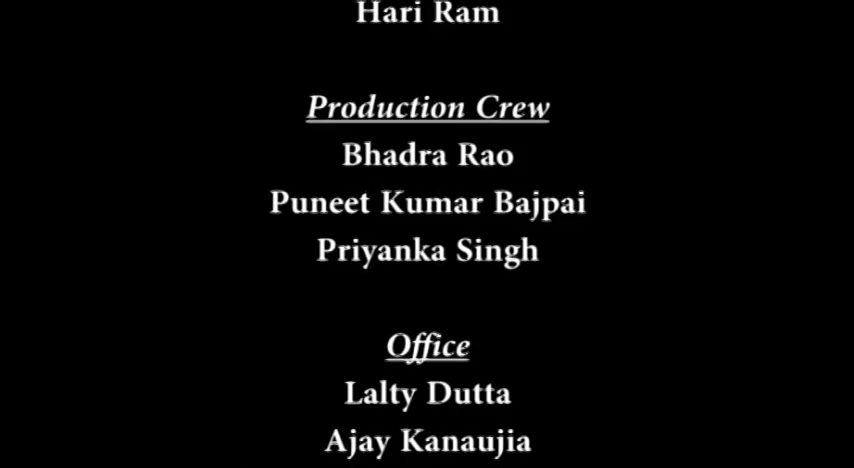 Hari Ram
Production Crew
Bhadra Rao
Puneet Kumar Bajpai
Priyanka Singh
Office
Lalty Dutta
Ajay Kanaujia